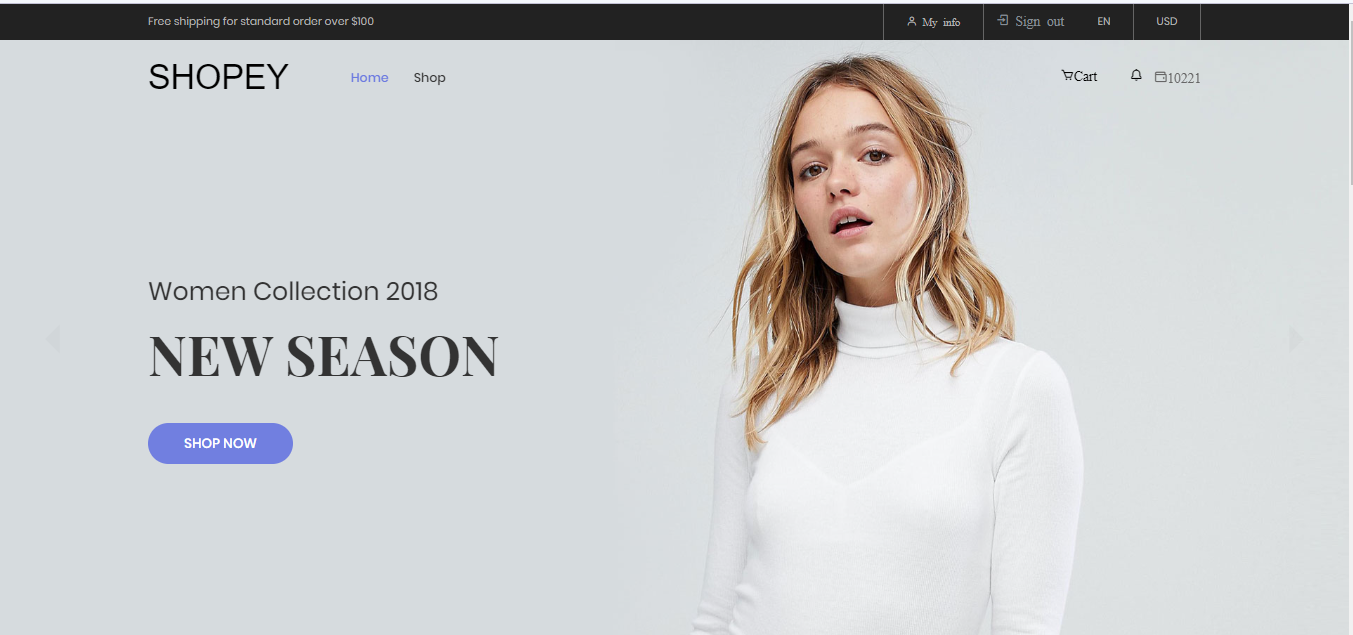 Free shipping for standard order over $100
My info
Sign out
EN
USD
SHOPEY
Home
Shop
Cart
10221
Women Collection 2018
NEW SEASON
SHOP NOW